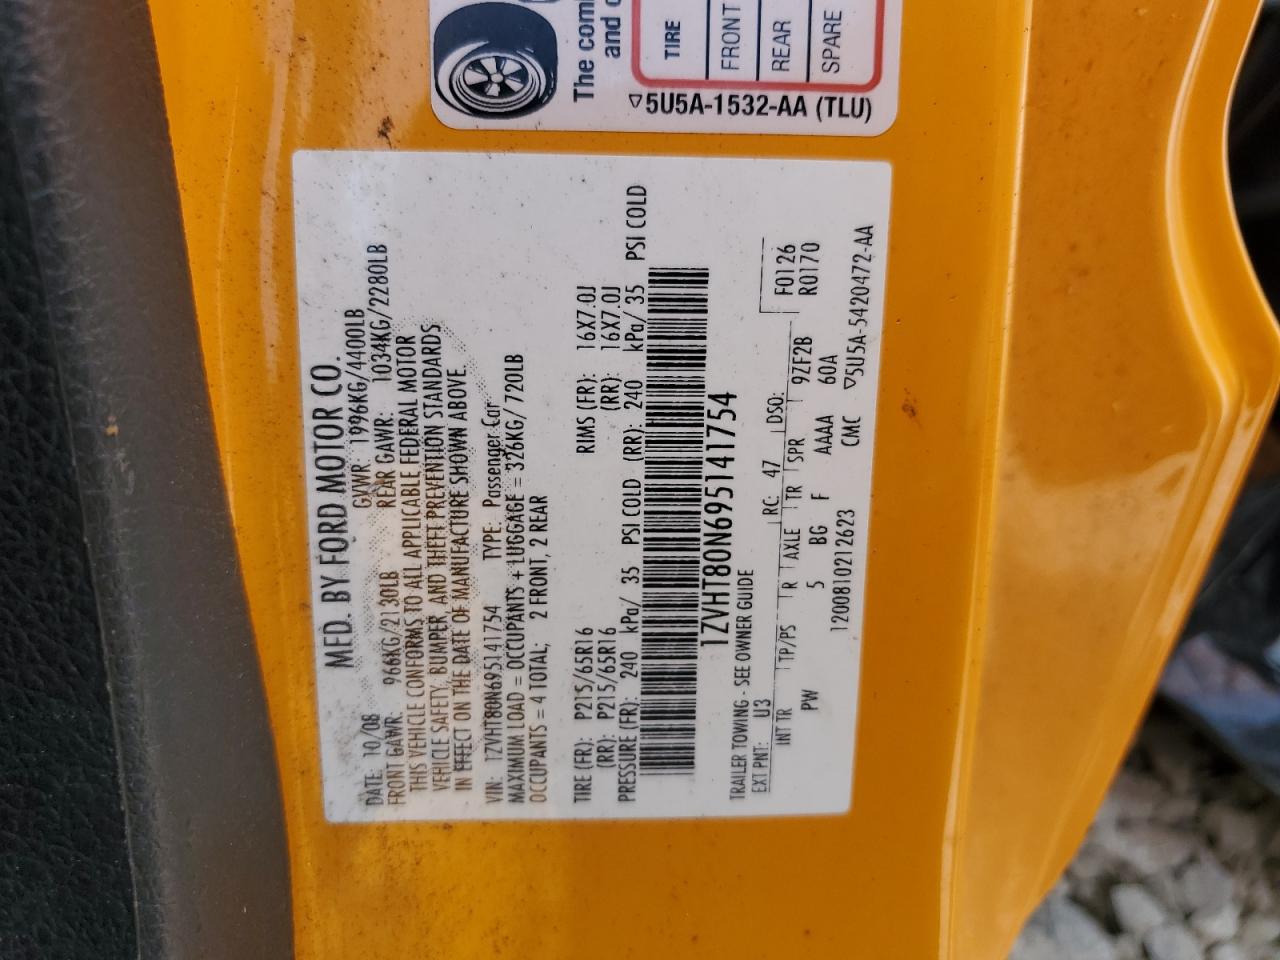 The comi
and c
TIRE
FRONT
REAR
SPARE
▽5U5A-1532-AA (TLU)
MFD. BY FORD MOTOR CO.
DATE: 10/08 GVWR: 1996KG/4400LB
FRONT GAWR: 966KG/2130LB REAR GAWR: 1034KG/2280LB
THIS VEHICLE CONFORMS TO ALL APPLICABLE FEDERAL MOTOR
VEHICLE SAFETY, BUMPER, AND THEFT PREVENTION STANDARDS
IN EFFECT ON THE DATE OF MANUFACTURE SHOWN ABOVE.
VIN: 1ZVHT80N695141754 TYPE: Passenger Car
MAXIMUM LOAD = OCCUPANTS + LUGGAGE = 326KG/ 720LB
OCCUPANTS = 4 TOTAL; 2 FRONT, 2 REAR
TIRE (FR): P215/65R16 RIMS (FR): 16X7.0J
(RR): P215/65R16 (RR): 16X7.0J
PRESSURE (FR): 240 kPa/ 35 PSI COLD (RR): 240 kPa/ 35 PSI COLD
1ZVHT80N695141754
TRAILER TOWING - SEE OWNER GUIDE
EXT PNT: U3 RC: 47 DSO: F0126
INT TR TP/PS R AXLE TR SPR 9ZF2B R0170
PW 5 BG F AAAA 60A
1200810212623 CMC ▽5U5A-5420472-AA